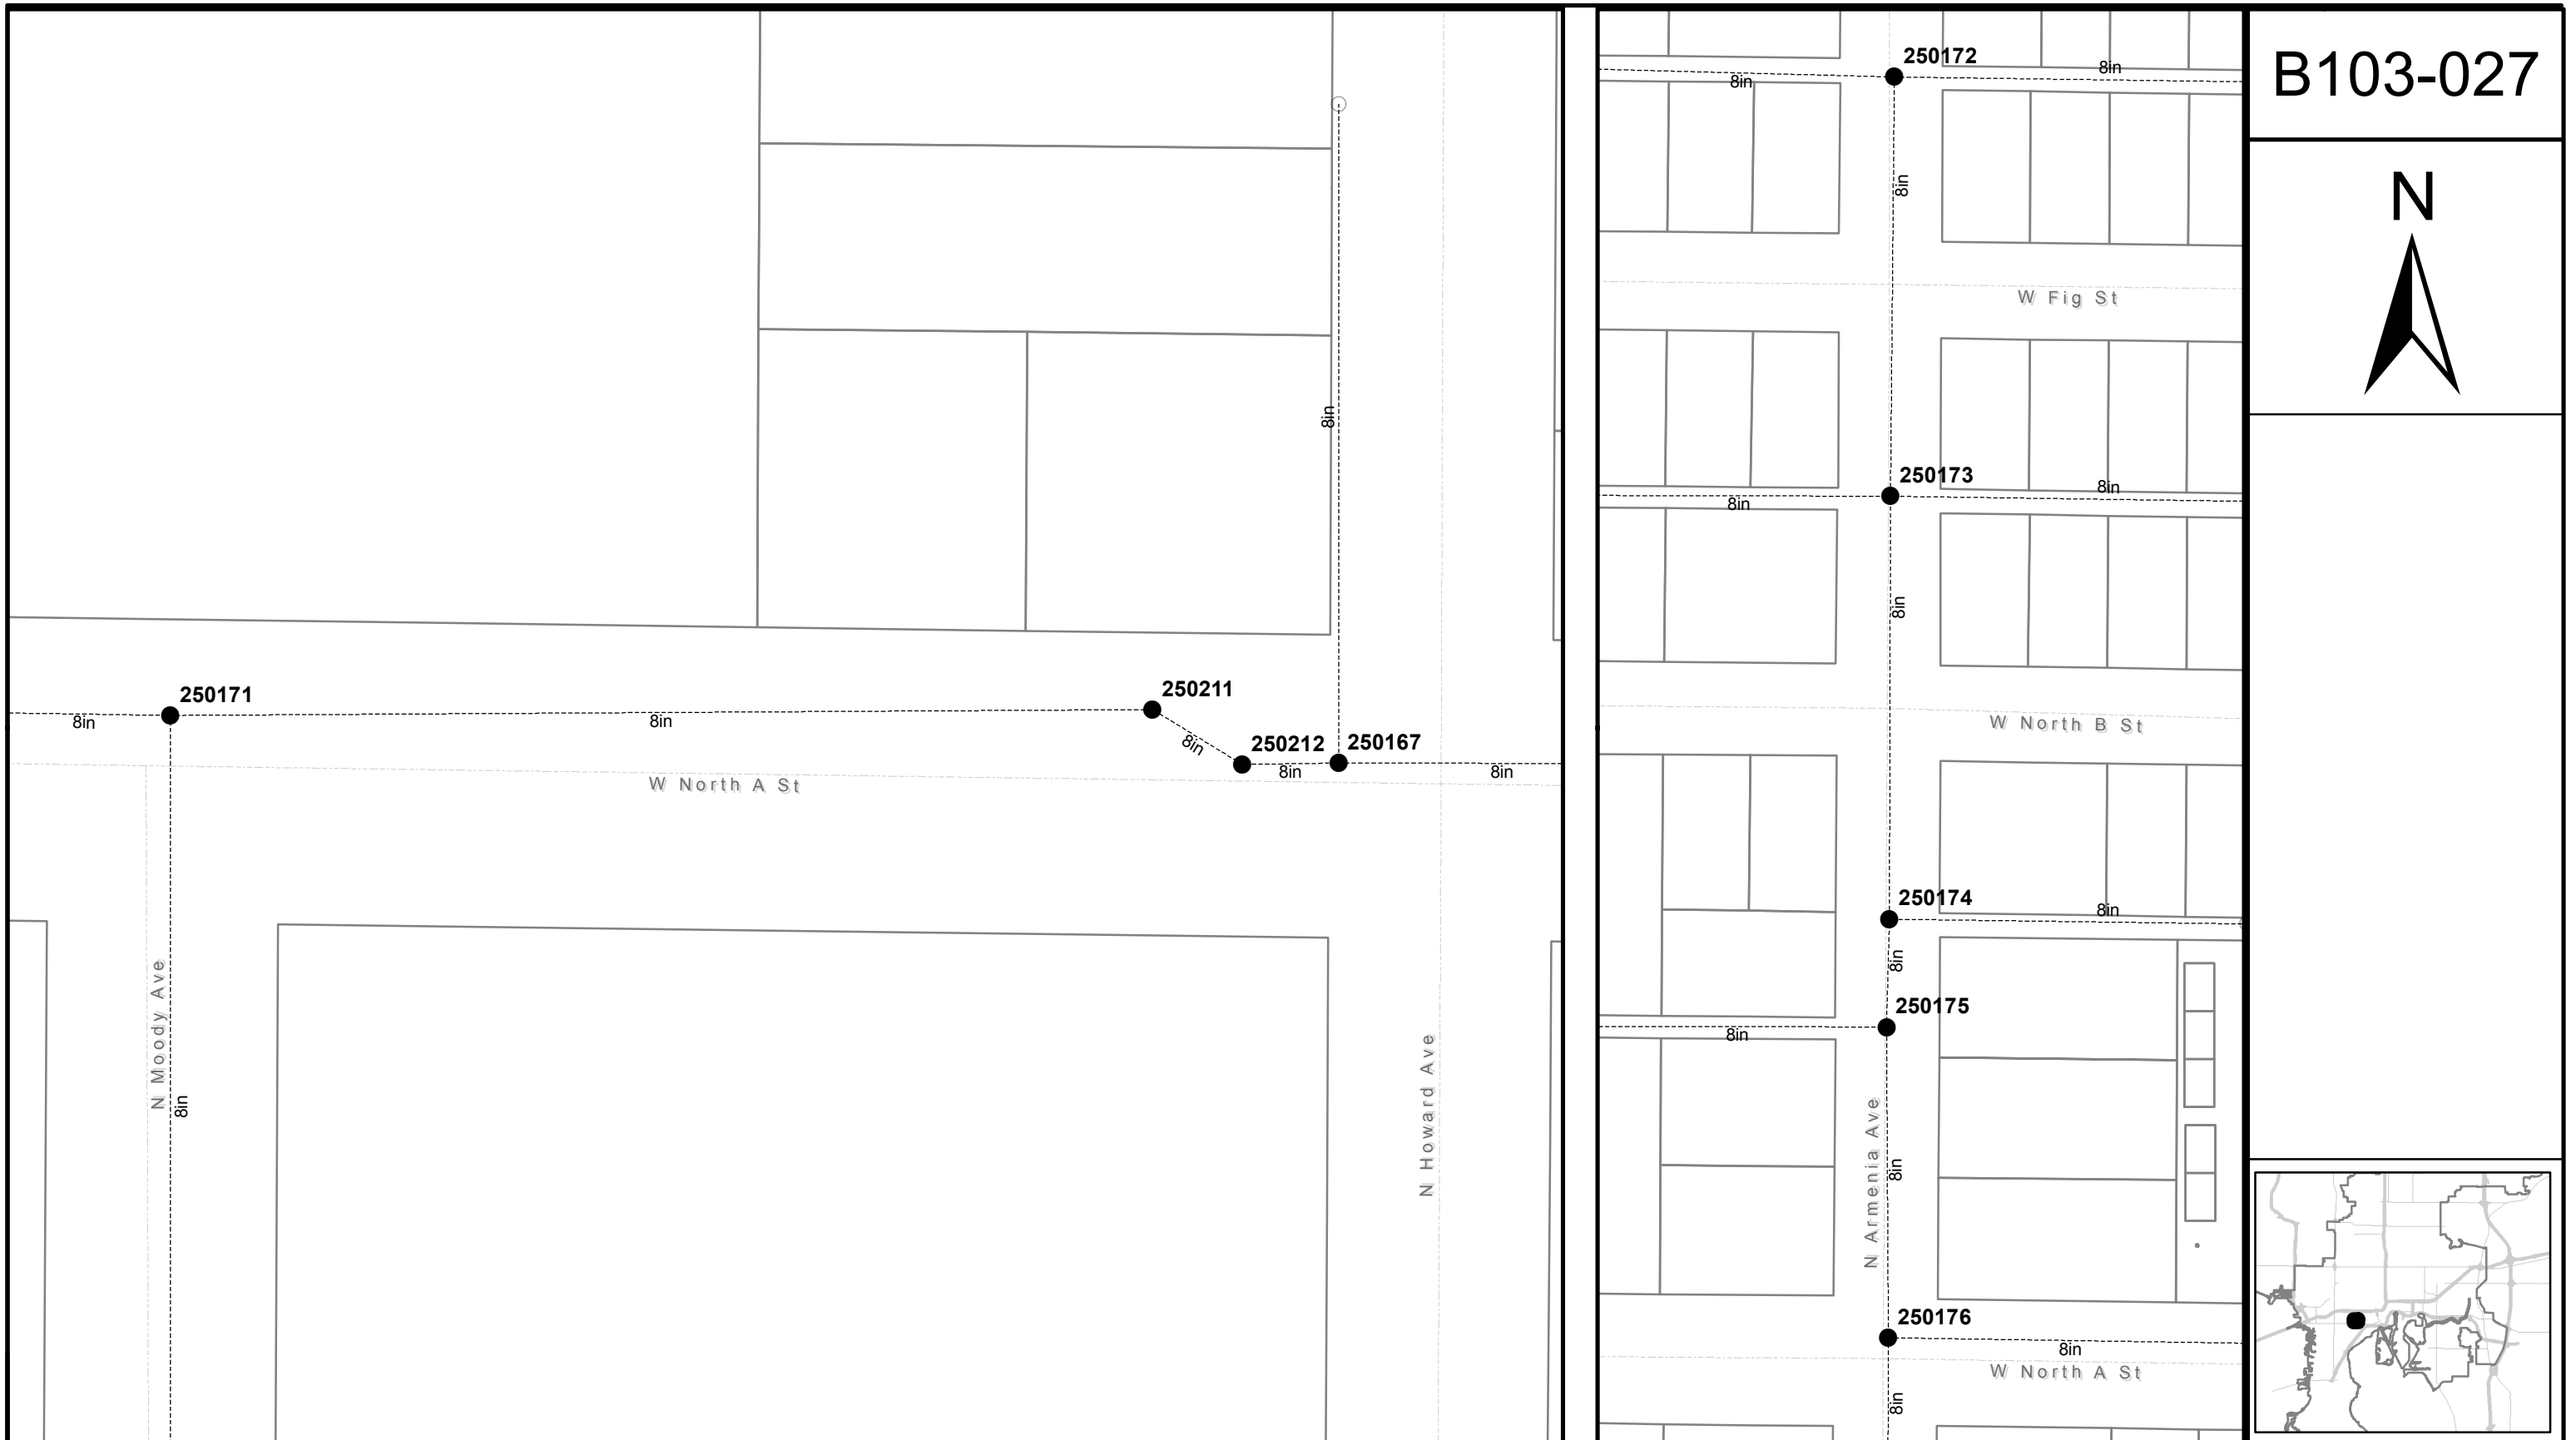 8in
250171
8in
250211
8in
250212
8in
250167
8in
8in
W North A St
N Moody Ave
8in
N Howard Ave
250172
8in
8in
8in
W Fig St
250173
8in
8in
8in
W North B St
250174
8in
8in
250175
8in
N Armenia Ave
8in
250176
8in
W North A St
8in
B103-027
N